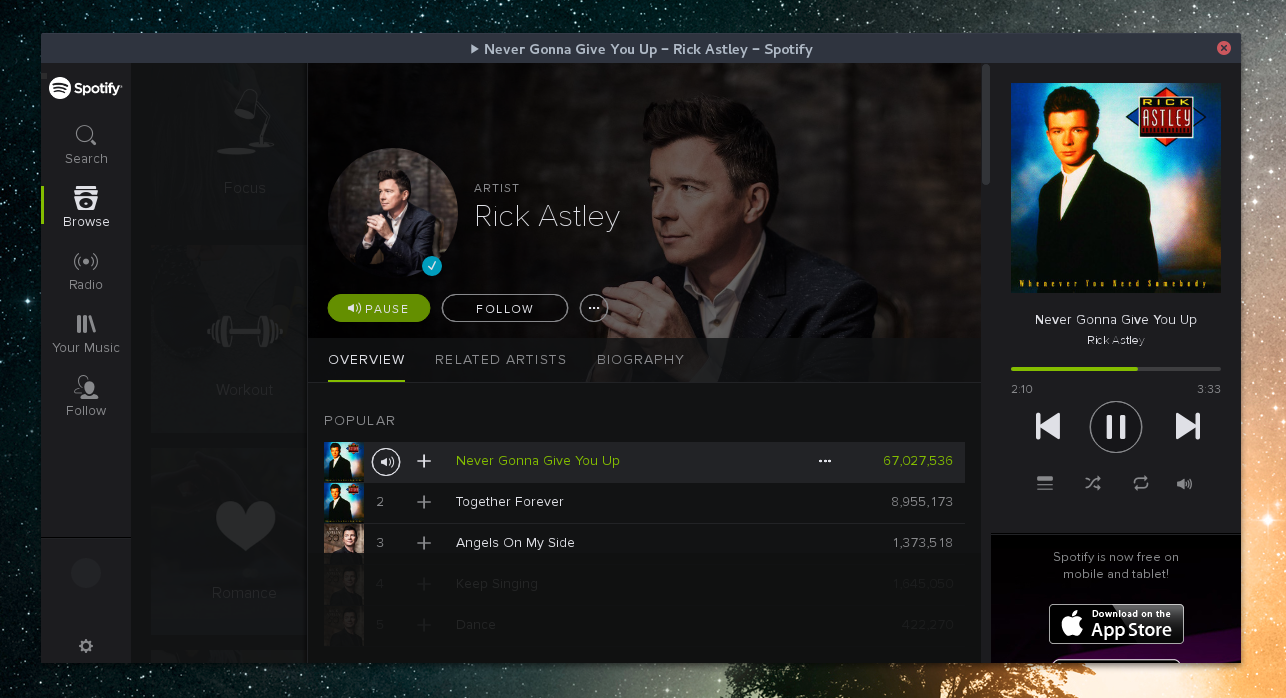 Never Gonna Give You Up – Rick Astley – Spotify
Spotify
Search
Browse
Radio
Your Music
Follow
Focus
Workout
Romance
ARTIST
Rick Astley
PAUSE
FOLLOW
OVERVIEW
RELATED ARTISTS
BIOGRAPHY
POPULAR
Never Gonna Give You Up 67,027,536
2 Together Forever 8,955,173
3 Angels On My Side 1,373,518
4 Keep Singing 1,645,050
5 Dance 422,270
RICK
ASTLEY
Whenever You Need Somebody
Never Gonna Give You Up
Rick Astley
2:10 3:33
Spotify is now free on
mobile and tablet!
Download on the
App Store